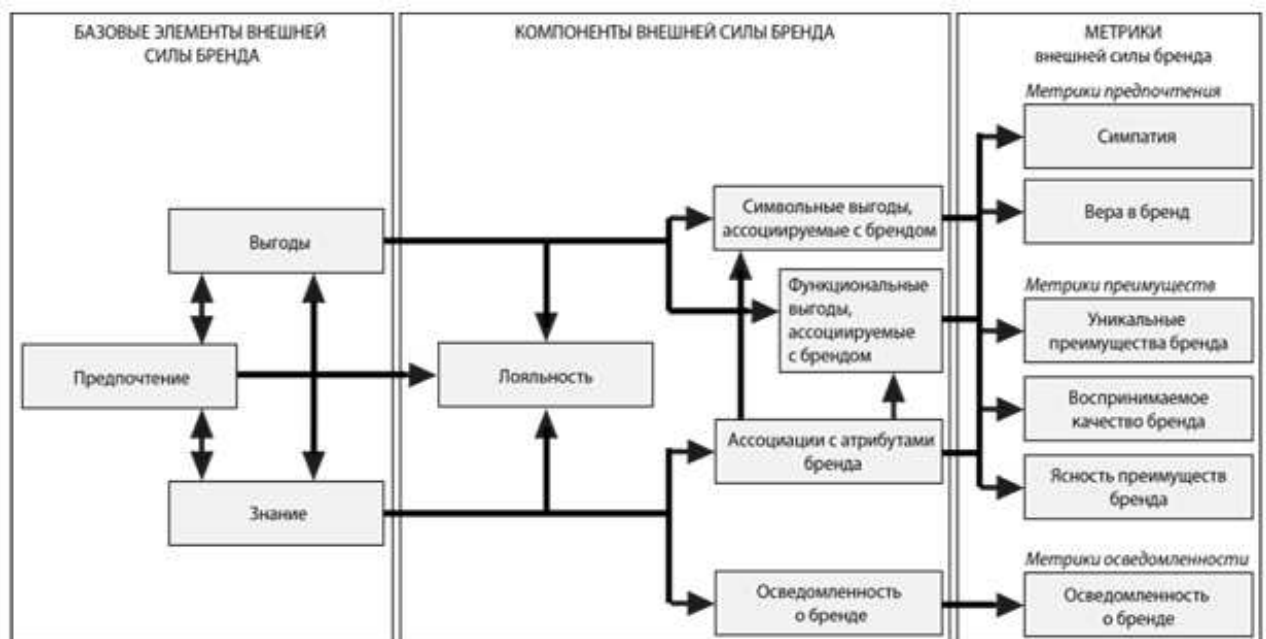 БАЗОВЫЕ ЭЛЕМЕНТЫ ВНЕШНЕЙ
СИЛЫ БРЕНДА
Выгоды
Предпочтение
Знание
КОМПОНЕНТЫ ВНЕШНЕЙ СИЛЫ БРЕНДА
Лояльность
Символьные выгоды,
ассоциируемые с брендом
Функциональные
выгоды,
ассоциируемые
с брендом
Ассоциации с атрибутами
бренда
Осведомленность
о бренде
МЕТРИКИ
внешней силы бренда
Метрики предпочтения
Симпатия
Вера в бренд
Метрики преимуществ
Уникальные
преимущества бренда
Воспринимаемое
качество бренда
Ясность преимуществ
бренда
Метрики осведомленности
Осведомленность
о бренде